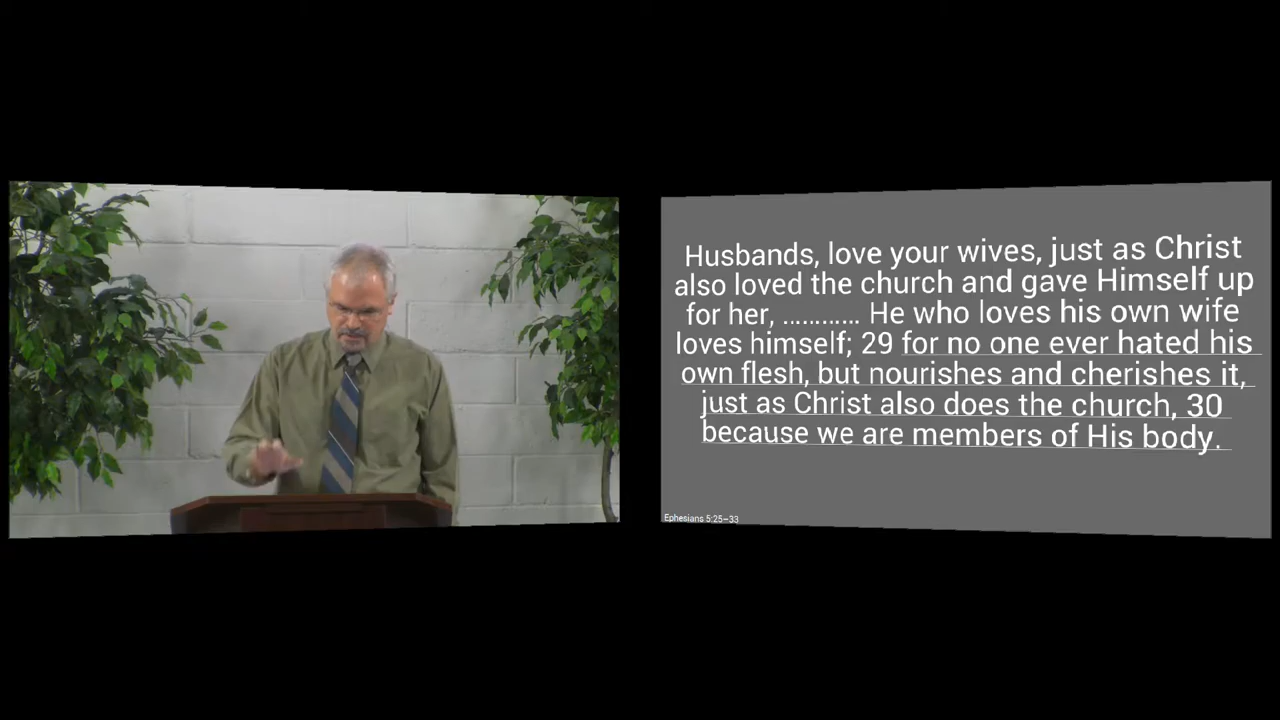 Husbands, love your wives, just as Christ
also loved the church and gave Himself up
for her, ............ He who loves his own wife
loves himself; 29 for no one ever hated his
own flesh, but nourishes and cherishes it,
just as Christ also does the church, 30
because we are members of His body.
Ephesians 5:25–33